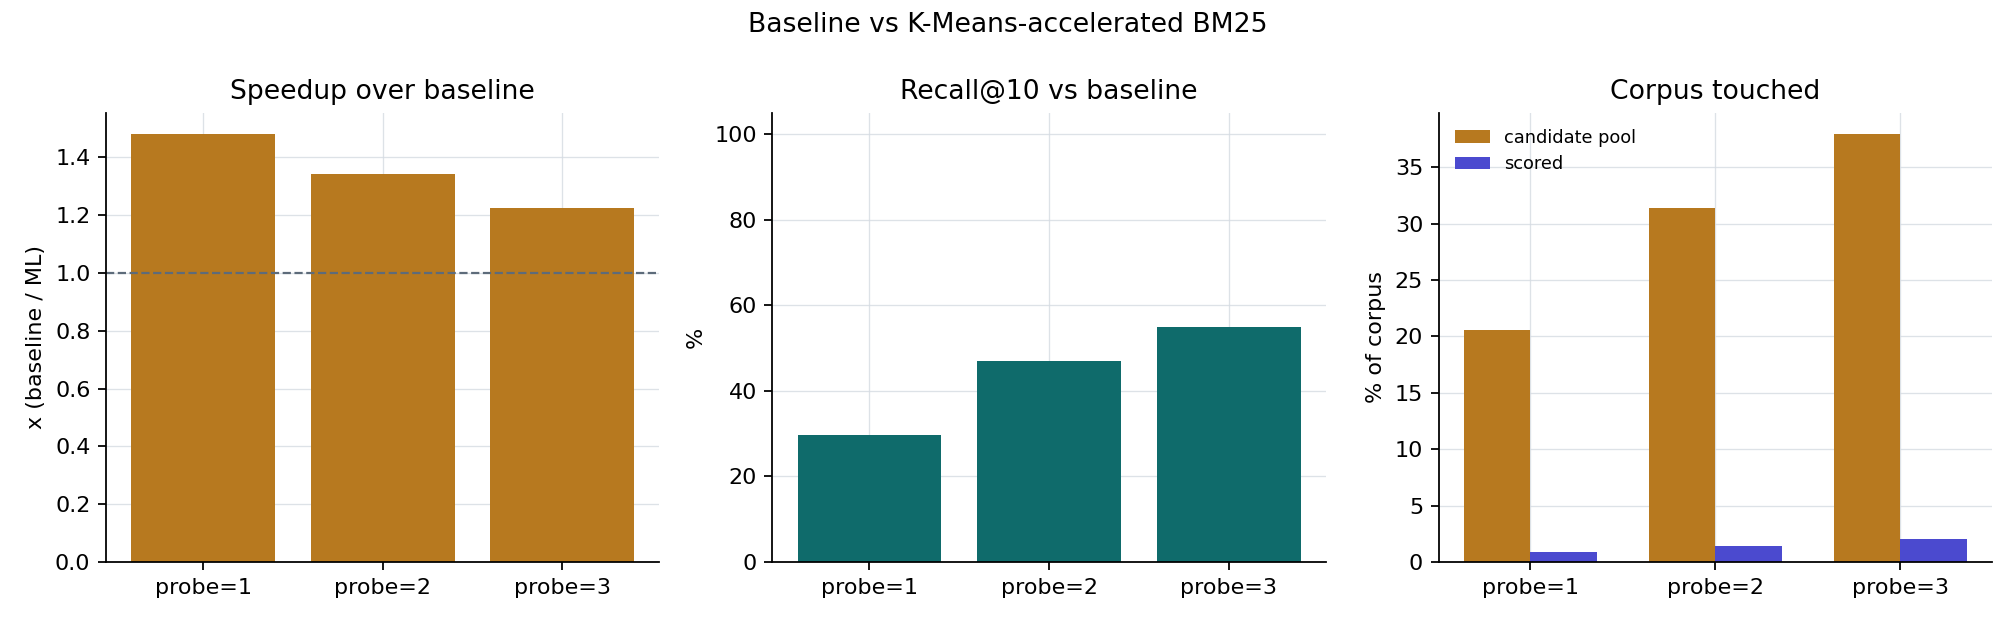 Baseline vs K-Means-accelerated BM25
Speedup over baseline
x (baseline / ML)
1.4
1.2
1.0
0.8
0.6
0.4
0.2
0.0
probe=1
probe=2
probe=3
Recall@10 vs baseline
%
100
80
60
40
20
0
probe=1
probe=2
probe=3
Corpus touched
candidate pool
scored
% of corpus
35
30
25
20
15
10
5
0
probe=1
probe=2
probe=3